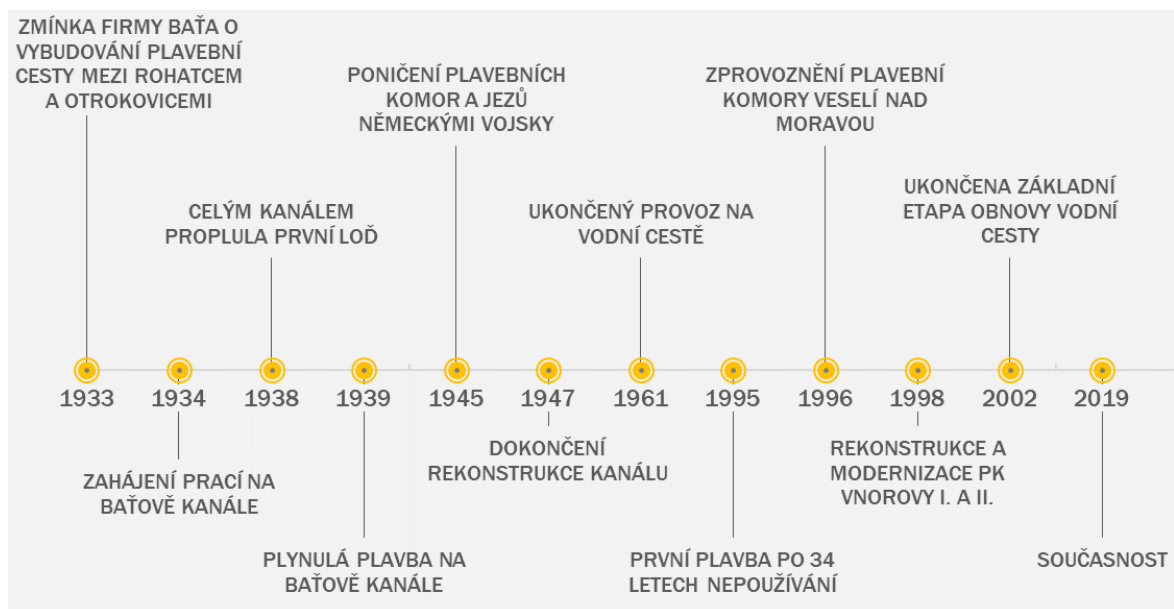 ZMÍNKA FIRMY BAŤA O
VYBUDOVÁNÍ PLAVEBNÍ
CESTY MEZI ROHATCEM
A OTROKOVICEMI
PONIČENÍ PLAVEBNÍCH
KOMOR A JEZŮ
NĚMECKÝMI VOJSKY
ZPROVOZNĚNÍ PLAVEBNÍ
KOMORY VESELÍ NAD
MORAVOU
CELÝM KANÁLEM
PROPLULA PRVNÍ LOĎ
UKONČENÝ PROVOZ NA
VODNÍ CESTĚ
UKONČENA ZÁKLADNÍ
ETAPA OBNOVY VODNÍ
CESTY
1933 1934 1938 1939 1945 1947 1961 1995 1996 1998 2002 2019
ZAHÁJENÍ PRACÍ NA
BAŤOVĚ KANÁLE
DOKONČENÍ
REKONSTRUKCE KANÁLU
REKONSTRUKCE A
MODERNIZACE PK
VNOROVY I. A II.
PLYNULÁ PLAVBA NA
BAŤOVĚ KANÁLE
PRVNÍ PLAVBA PO 34
LETECH NEPOUŽÍVÁNÍ
SOUČASNOST